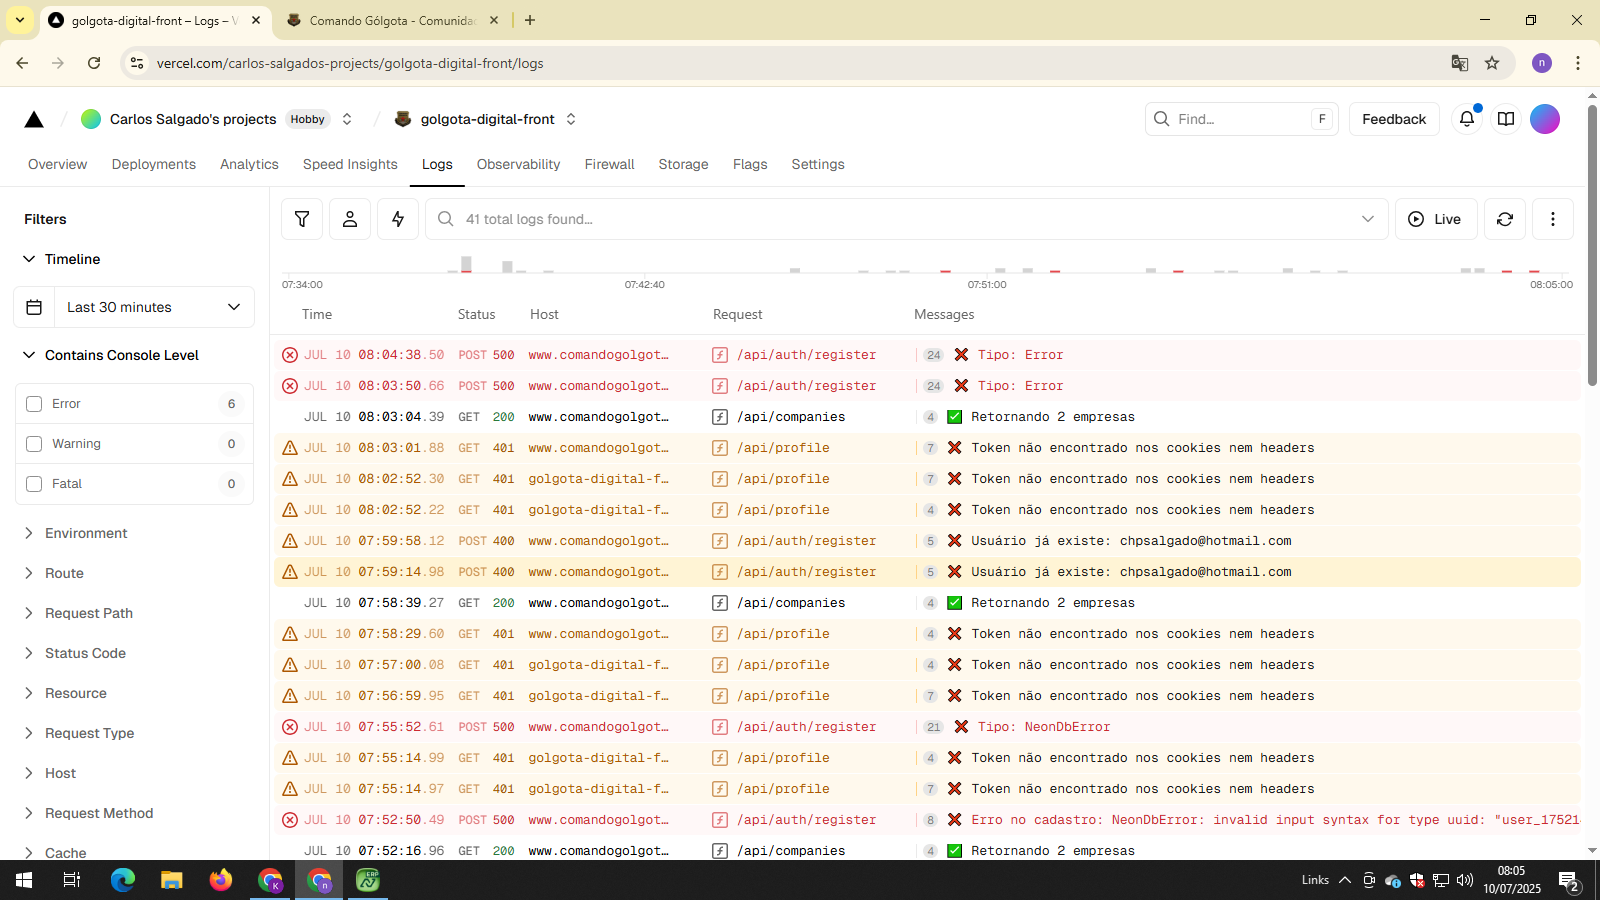 golgota-digital-front – Logs – V
Comando Gólgota - Comunidad
vercel.com/carlos-salgados-projects/golgota-digital-front/logs
n
Carlos Salgado's projects Hobby
golgota-digital-front
Find… F
Feedback
Overview Deployments Analytics Speed Insights Logs Observability Firewall Storage Flags Settings
Filters
Timeline
Last 30 minutes
Contains Console Level
Error 6
Warning 0
Fatal 0
Environment
Route
Request Path
Status Code
Resource
Request Type
Host
Request Method
Cache
41 total logs found…
Live
07:34:00 07:42:40 07:51:00 08:05:00
Time Status Host Request Messages
JUL 10 08:04:38.50 POST 500 www.comandogolgot… /api/auth/register 24 ❌ Tipo: Error
JUL 10 08:03:50.66 POST 500 www.comandogolgot… /api/auth/register 24 ❌ Tipo: Error
JUL 10 08:03:04.39 GET 200 www.comandogolgot… /api/companies 4 ✅ Retornando 2 empresas
JUL 10 08:03:01.88 GET 401 www.comandogolgot… /api/profile 7 ❌ Token não encontrado nos cookies nem headers
JUL 10 08:02:52.30 GET 401 golgota-digital-f… /api/profile 7 ❌ Token não encontrado nos cookies nem headers
JUL 10 08:02:52.22 GET 401 golgota-digital-f… /api/profile 4 ❌ Token não encontrado nos cookies nem headers
JUL 10 07:59:58.12 POST 400 www.comandogolgot… /api/auth/register 5 ❌ Usuário já existe: chpsalgado@hotmail.com
JUL 10 07:59:14.98 POST 400 www.comandogolgot… /api/auth/register 5 ❌ Usuário já existe: chpsalgado@hotmail.com
JUL 10 07:58:39.27 GET 200 www.comandogolgot… /api/companies 4 ✅ Retornando 2 empresas
JUL 10 07:58:29.60 GET 401 www.comandogolgot… /api/profile 4 ❌ Token não encontrado nos cookies nem headers
JUL 10 07:57:00.08 GET 401 golgota-digital-f… /api/profile 4 ❌ Token não encontrado nos cookies nem headers
JUL 10 07:56:59.95 GET 401 golgota-digital-f… /api/profile 7 ❌ Token não encontrado nos cookies nem headers
JUL 10 07:55:52.61 POST 500 www.comandogolgot… /api/auth/register 21 ❌ Tipo: NeonDbError
JUL 10 07:55:14.99 GET 401 golgota-digital-f… /api/profile 4 ❌ Token não encontrado nos cookies nem headers
JUL 10 07:55:14.97 GET 401 golgota-digital-f… /api/profile 7 ❌ Token não encontrado nos cookies nem headers
JUL 10 07:52:50.49 POST 500 www.comandogolgot… /api/auth/register 8 ❌ Erro no cadastro: NeonDbError: invalid input syntax for type uuid: "user_17521
JUL 10 07:52:16.96 GET 200 www.comandogolgot… /api/companies 4 ✅ Retornando 2 empresas
K n ERP
Links
08:05
10/07/2025
2